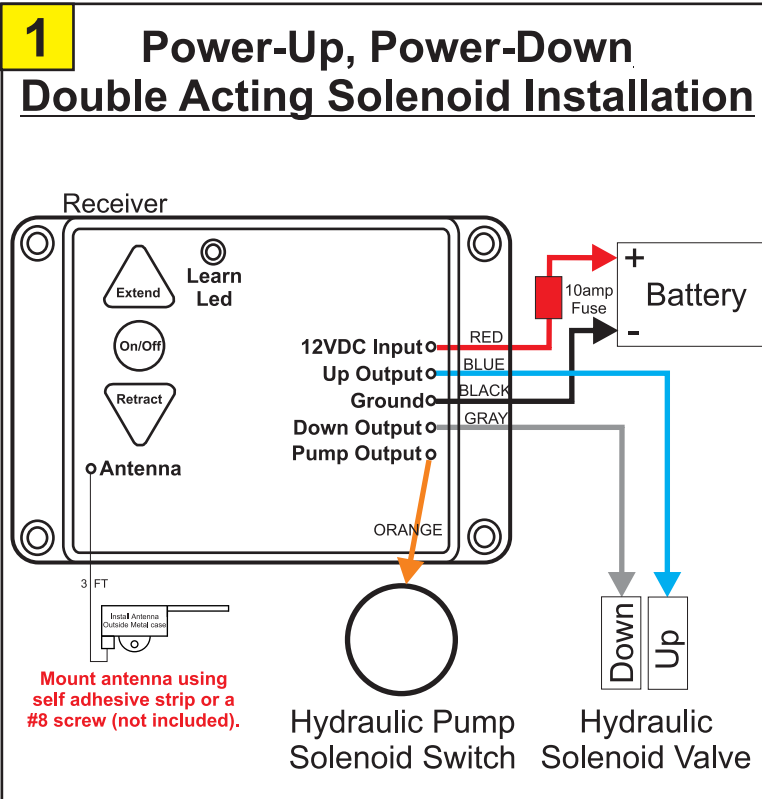 1
Power-Up, Power-Down
Double Acting Solenoid Installation
Receiver
Extend
Learn
Led
On/Off
Retract
Antenna
12VDC Input
Up Output
Ground
Down Output
Pump Output
RED
BLUE
BLACK
GRAY
ORANGE
10amp
Fuse
+
Battery
-
3 FT
Install Antenna
Outside Metal case
Mount antenna using
self adhesive strip or a
#8 screw (not included).
Hydraulic Pump
Solenoid Switch
Down
Up
Hydraulic
Solenoid Valve